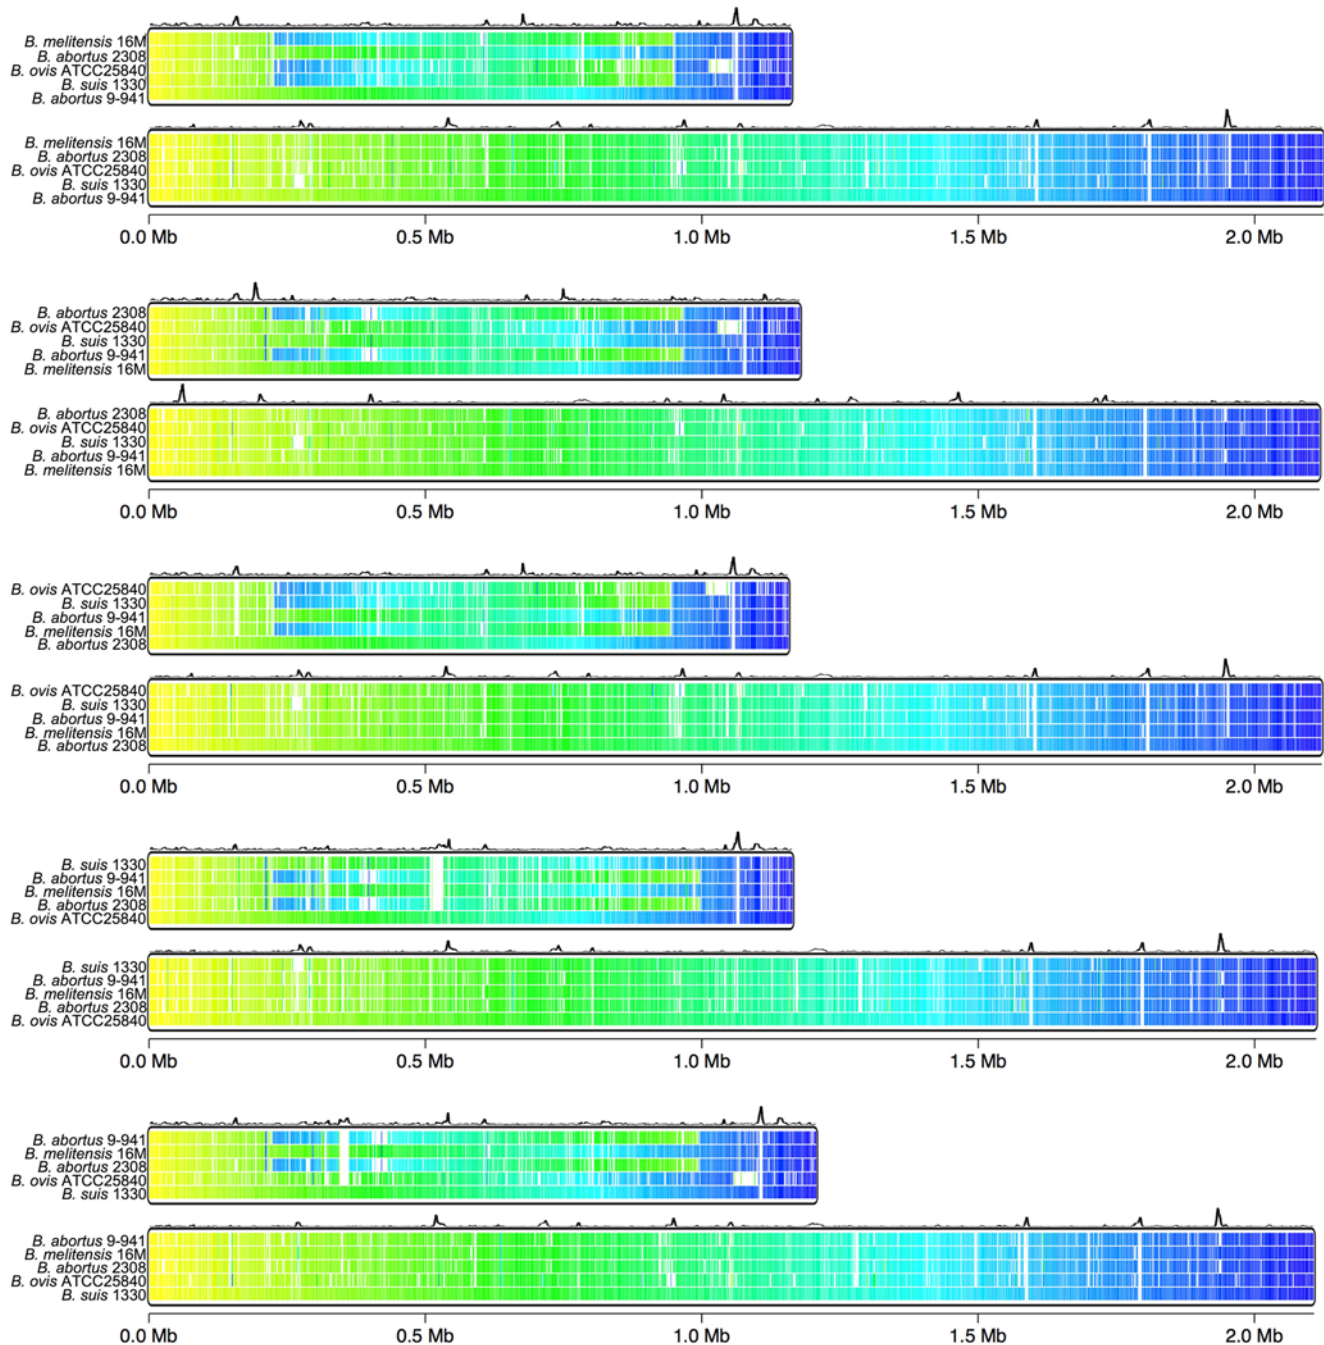 B. melitensis 16M
B. abortus 2308
B. ovis ATCC25840
B. suis 1330
B. abortus 9-941
B. melitensis 16M
B. abortus 2308
B. ovis ATCC25840
B. suis 1330
B. abortus 9-941
0.0 Mb 0.5 Mb 1.0 Mb 1.5 Mb 2.0 Mb
B. abortus 2308
B. ovis ATCC25840
B. suis 1330
B. abortus 9-941
B. melitensis 16M
B. abortus 2308
B. ovis ATCC25840
B. suis 1330
B. abortus 9-941
B. melitensis 16M
0.0 Mb 0.5 Mb 1.0 Mb 1.5 Mb 2.0 Mb
B. ovis ATCC25840
B. suis 1330
B. abortus 9-941
B. melitensis 16M
B. abortus 2308
B. ovis ATCC25840
B. suis 1330
B. abortus 9-941
B. melitensis 16M
B. abortus 2308
0.0 Mb 0.5 Mb 1.0 Mb 1.5 Mb 2.0 Mb
B. suis 1330
B. abortus 9-941
B. melitensis 16M
B. abortus 2308
B. ovis ATCC25840
B. suis 1330
B. abortus 9-941
B. melitensis 16M
B. abortus 2308
B. ovis ATCC25840
0.0 Mb 0.5 Mb 1.0 Mb 1.5 Mb 2.0 Mb
B. abortus 9-941
B. melitensis 16M
B. abortus 2308
B. ovis ATCC25840
B. suis 1330
B. abortus 9-941
B. melitensis 16M
B. abortus 2308
B. ovis ATCC25840
B. suis 1330
0.0 Mb 0.5 Mb 1.0 Mb 1.5 Mb 2.0 Mb